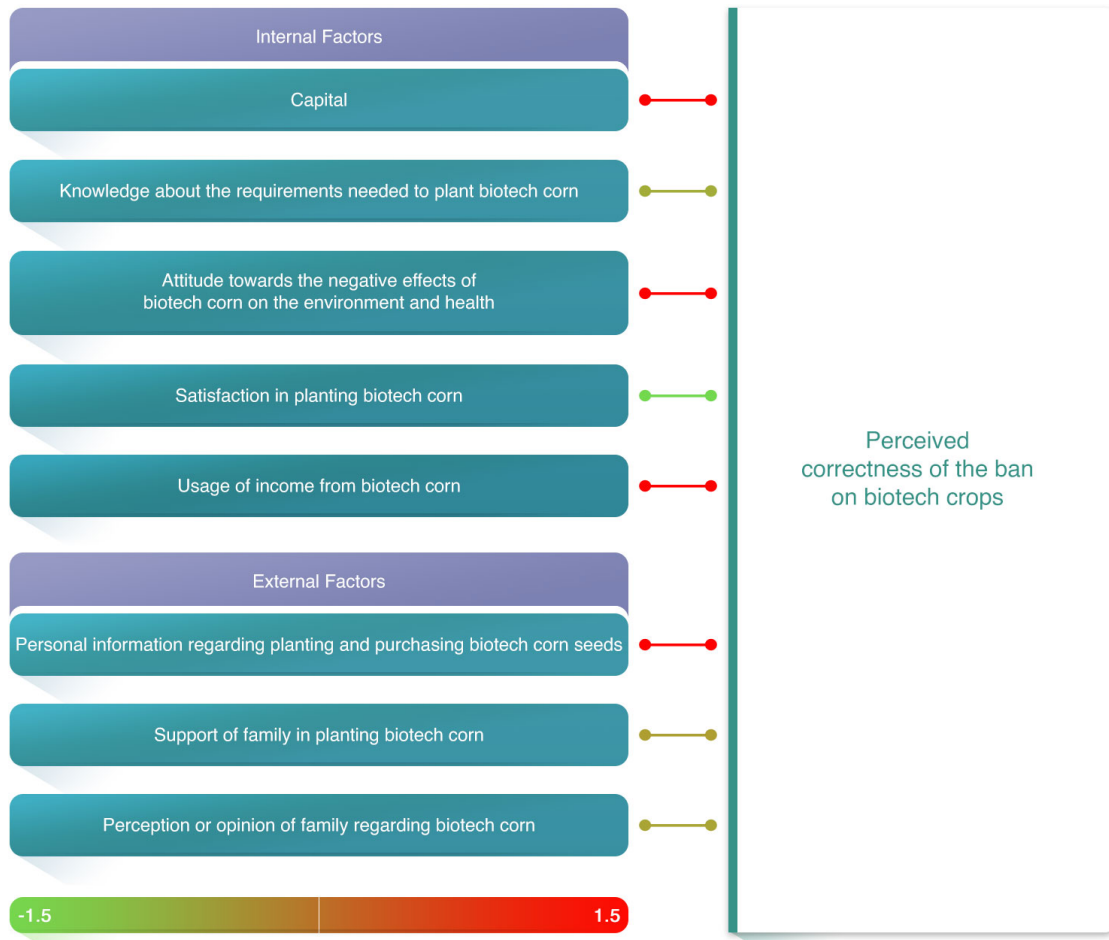 Internal Factors
Capital
Knowledge about the requirements needed to plant biotech corn
Attitude towards the negative effects of
biotech corn on the environment and health
Satisfaction in planting biotech corn
Usage of income from biotech corn
External Factors
Personal information regarding planting and purchasing biotech corn seeds
Support of family in planting biotech corn
Perception or opinion of family regarding biotech corn
-1.5
1.5
Perceived
correctness of the ban
on biotech crops